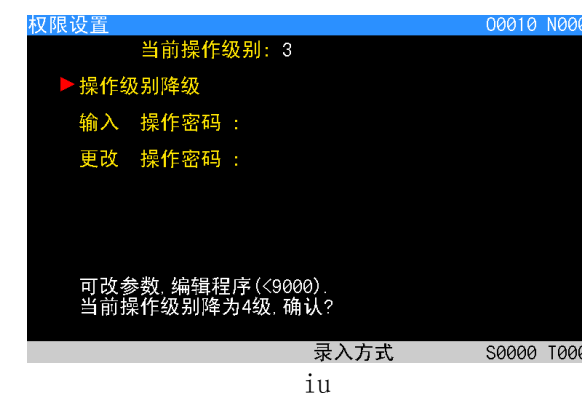 权限设置 O0010 N000
当前操作级别: 3
操作级别降级
输入 操作密码 :
更改 操作密码 :
可改参数, 编辑程序(<9000).
当前操作级别降为4级, 确认?
录入方式 S0000 T000
iu